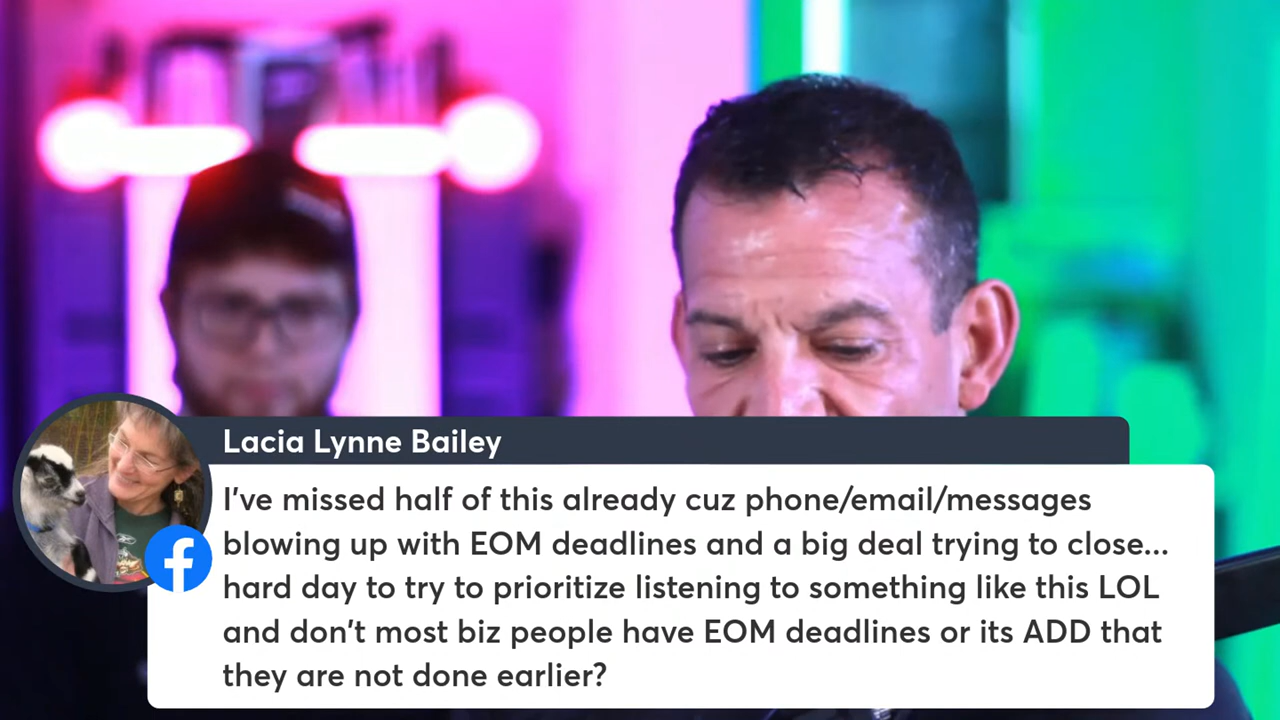 Lacia Lynne Bailey
I've missed half of this already cuz phone/email/messages
blowing up with EOM deadlines and a big deal trying to close...
hard day to try to prioritize listening to something like this LOL
and don't most biz people have EOM deadlines or its ADD that
they are not done earlier?